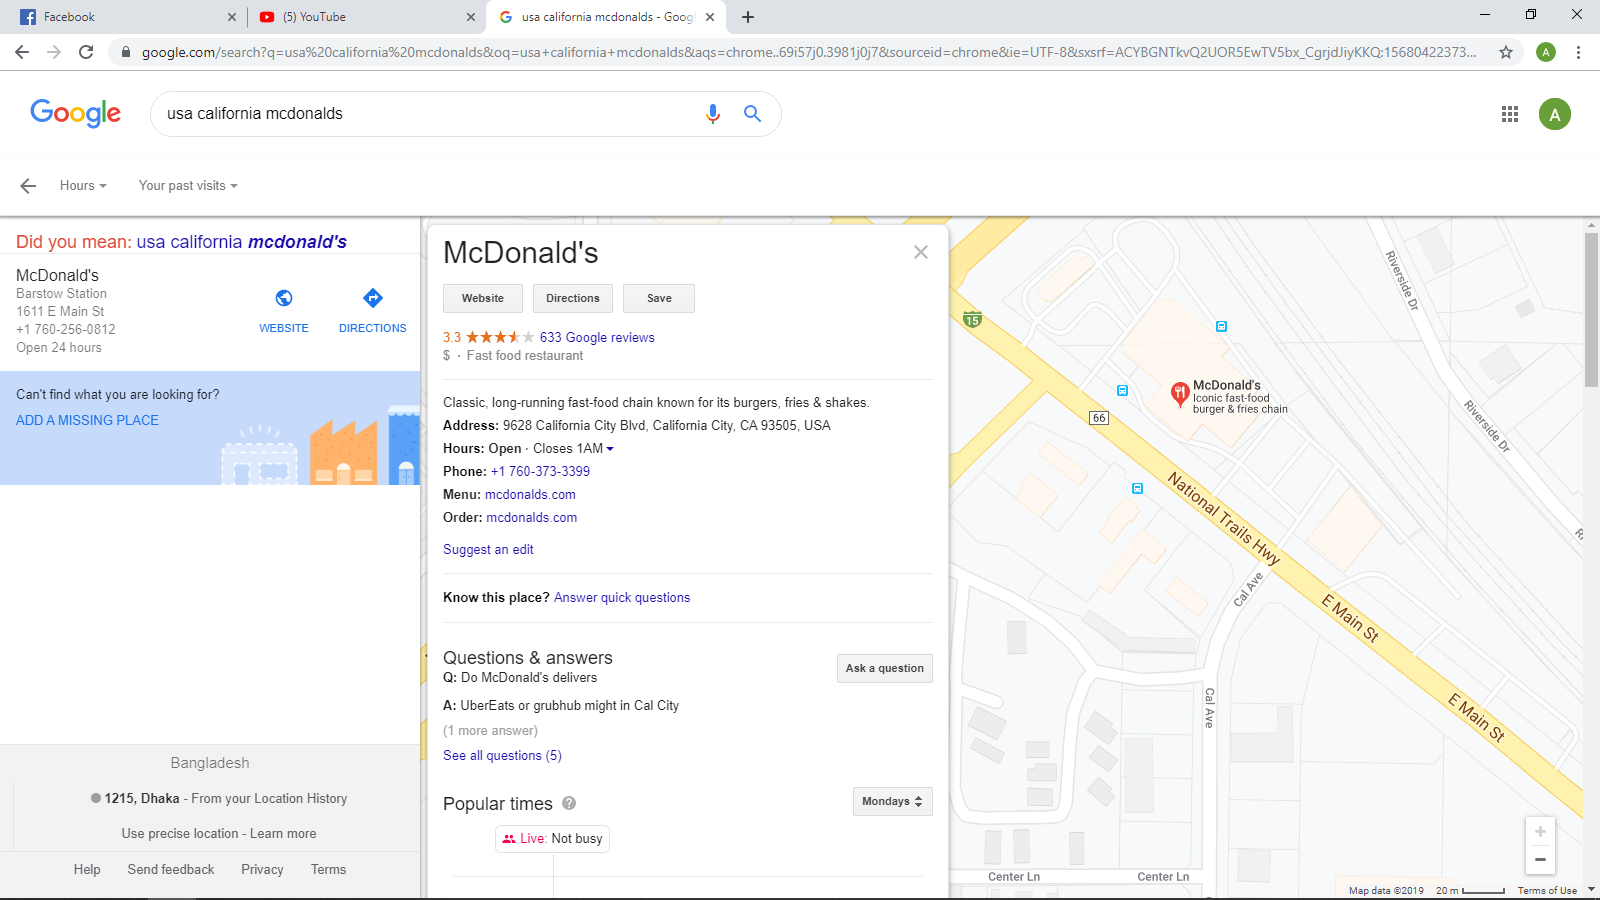 Facebook
(5) YouTube
usa california mcdonalds - Goog
google.com/search?q=usa%20california%20mcdonalds&oq=usa+california+mcdonalds&aqs=chrome..69i57j0.3981j0j7&sourceid=chrome&ie=UTF-8&sxsrf=ACYBGNTkvQ2UOR5EwTV5bx_CgrjdJiyKKQ:15680422373...
A
Google
usa california mcdonalds
A
Hours
Your past visits
Did you mean: usa california mcdonald's
McDonald's
Barstow Station
1611 E Main St
+1 760-256-0812
Open 24 hours
WEBSITE
DIRECTIONS
Can't find what you are looking for?
ADD A MISSING PLACE
Bangladesh
1215, Dhaka - From your Location History
Use precise location - Learn more
Help
Send feedback
Privacy
Terms
McDonald's
Website
Directions
Save
3.3
633 Google reviews
$ · Fast food restaurant
Classic, long-running fast-food chain known for its burgers, fries & shakes.
Address: 9628 California City Blvd, California City, CA 93505, USA
Hours: Open · Closes 1AM
Phone: +1 760-373-3399
Menu: mcdonalds.com
Order: mcdonalds.com
Suggest an edit
Know this place? Answer quick questions
Questions & answers
Ask a question
Q: Do McDonald's delivers
A: UberEats or grubhub might in Cal City
(1 more answer)
See all questions (5)
Popular times
?
Mondays
Live: Not busy
15
66
McDonald's
Iconic fast-food
burger & fries chain
Riverside Dr
Riverside Dr
National Trails Hwy
Cal Ave
E Main St
E Main St
Cal Ave
Center Ln
Center Ln
Map data ©2019
20 m
Terms of Use